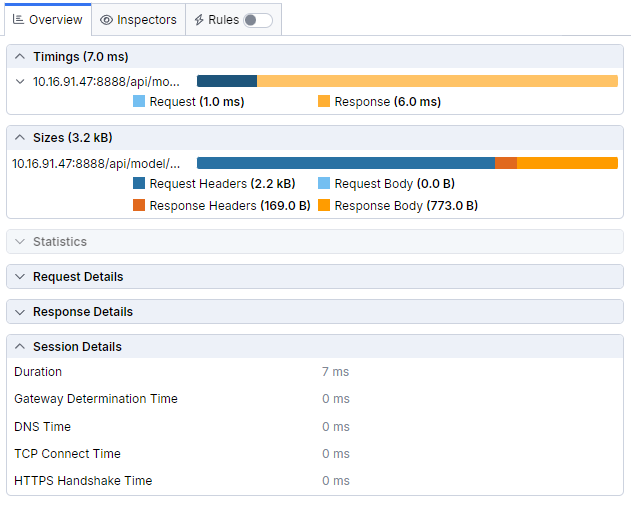 Overview Inspectors Rules
Timings (7.0 ms)
10.16.91.47:8888/api/mo...
Request (1.0 ms) Response (6.0 ms)
Sizes (3.2 kB)
10.16.91.47:8888/api/model/...
Request Headers (2.2 kB) Request Body (0.0 B)
Response Headers (169.0 B) Response Body (773.0 B)
Statistics
Request Details
Response Details
Session Details
Duration 7 ms
Gateway Determination Time 0 ms
DNS Time 0 ms
TCP Connect Time 0 ms
HTTPS Handshake Time 0 ms